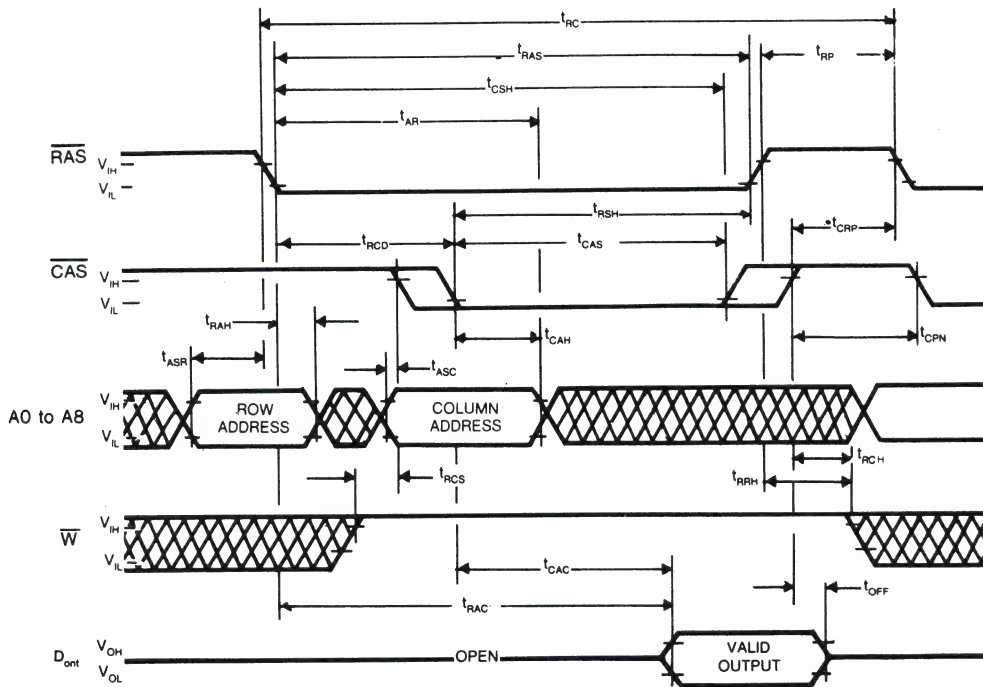 tRC
tRAS
tRP
tCSH
tAR
RAS
VIH
VIL
tRSH
tCRP
tRCD
tCAS
CAS
VIH
VIL
tRAH
tCAH
tCPN
tASR
tASC
A0 to A8
VIH
VIL
ROW
ADDRESS
COLUMN
ADDRESS
tRCS
tRCH
tRRH
W
VIH
VIL
tCAC
tOFF
tRAC
Dont
VOH
VOL
OPEN
VALID
OUTPUT